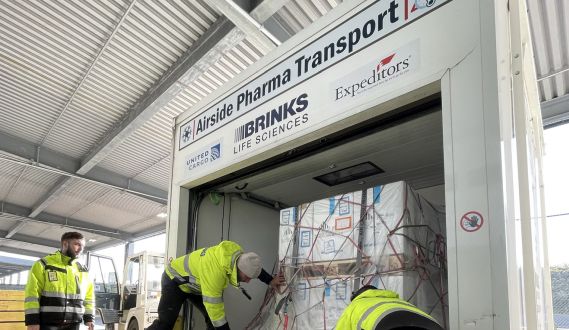 Airside Pharma Transport
UNITED
CARGO
BRINKS
LIFE SCIENCES
Expeditors®